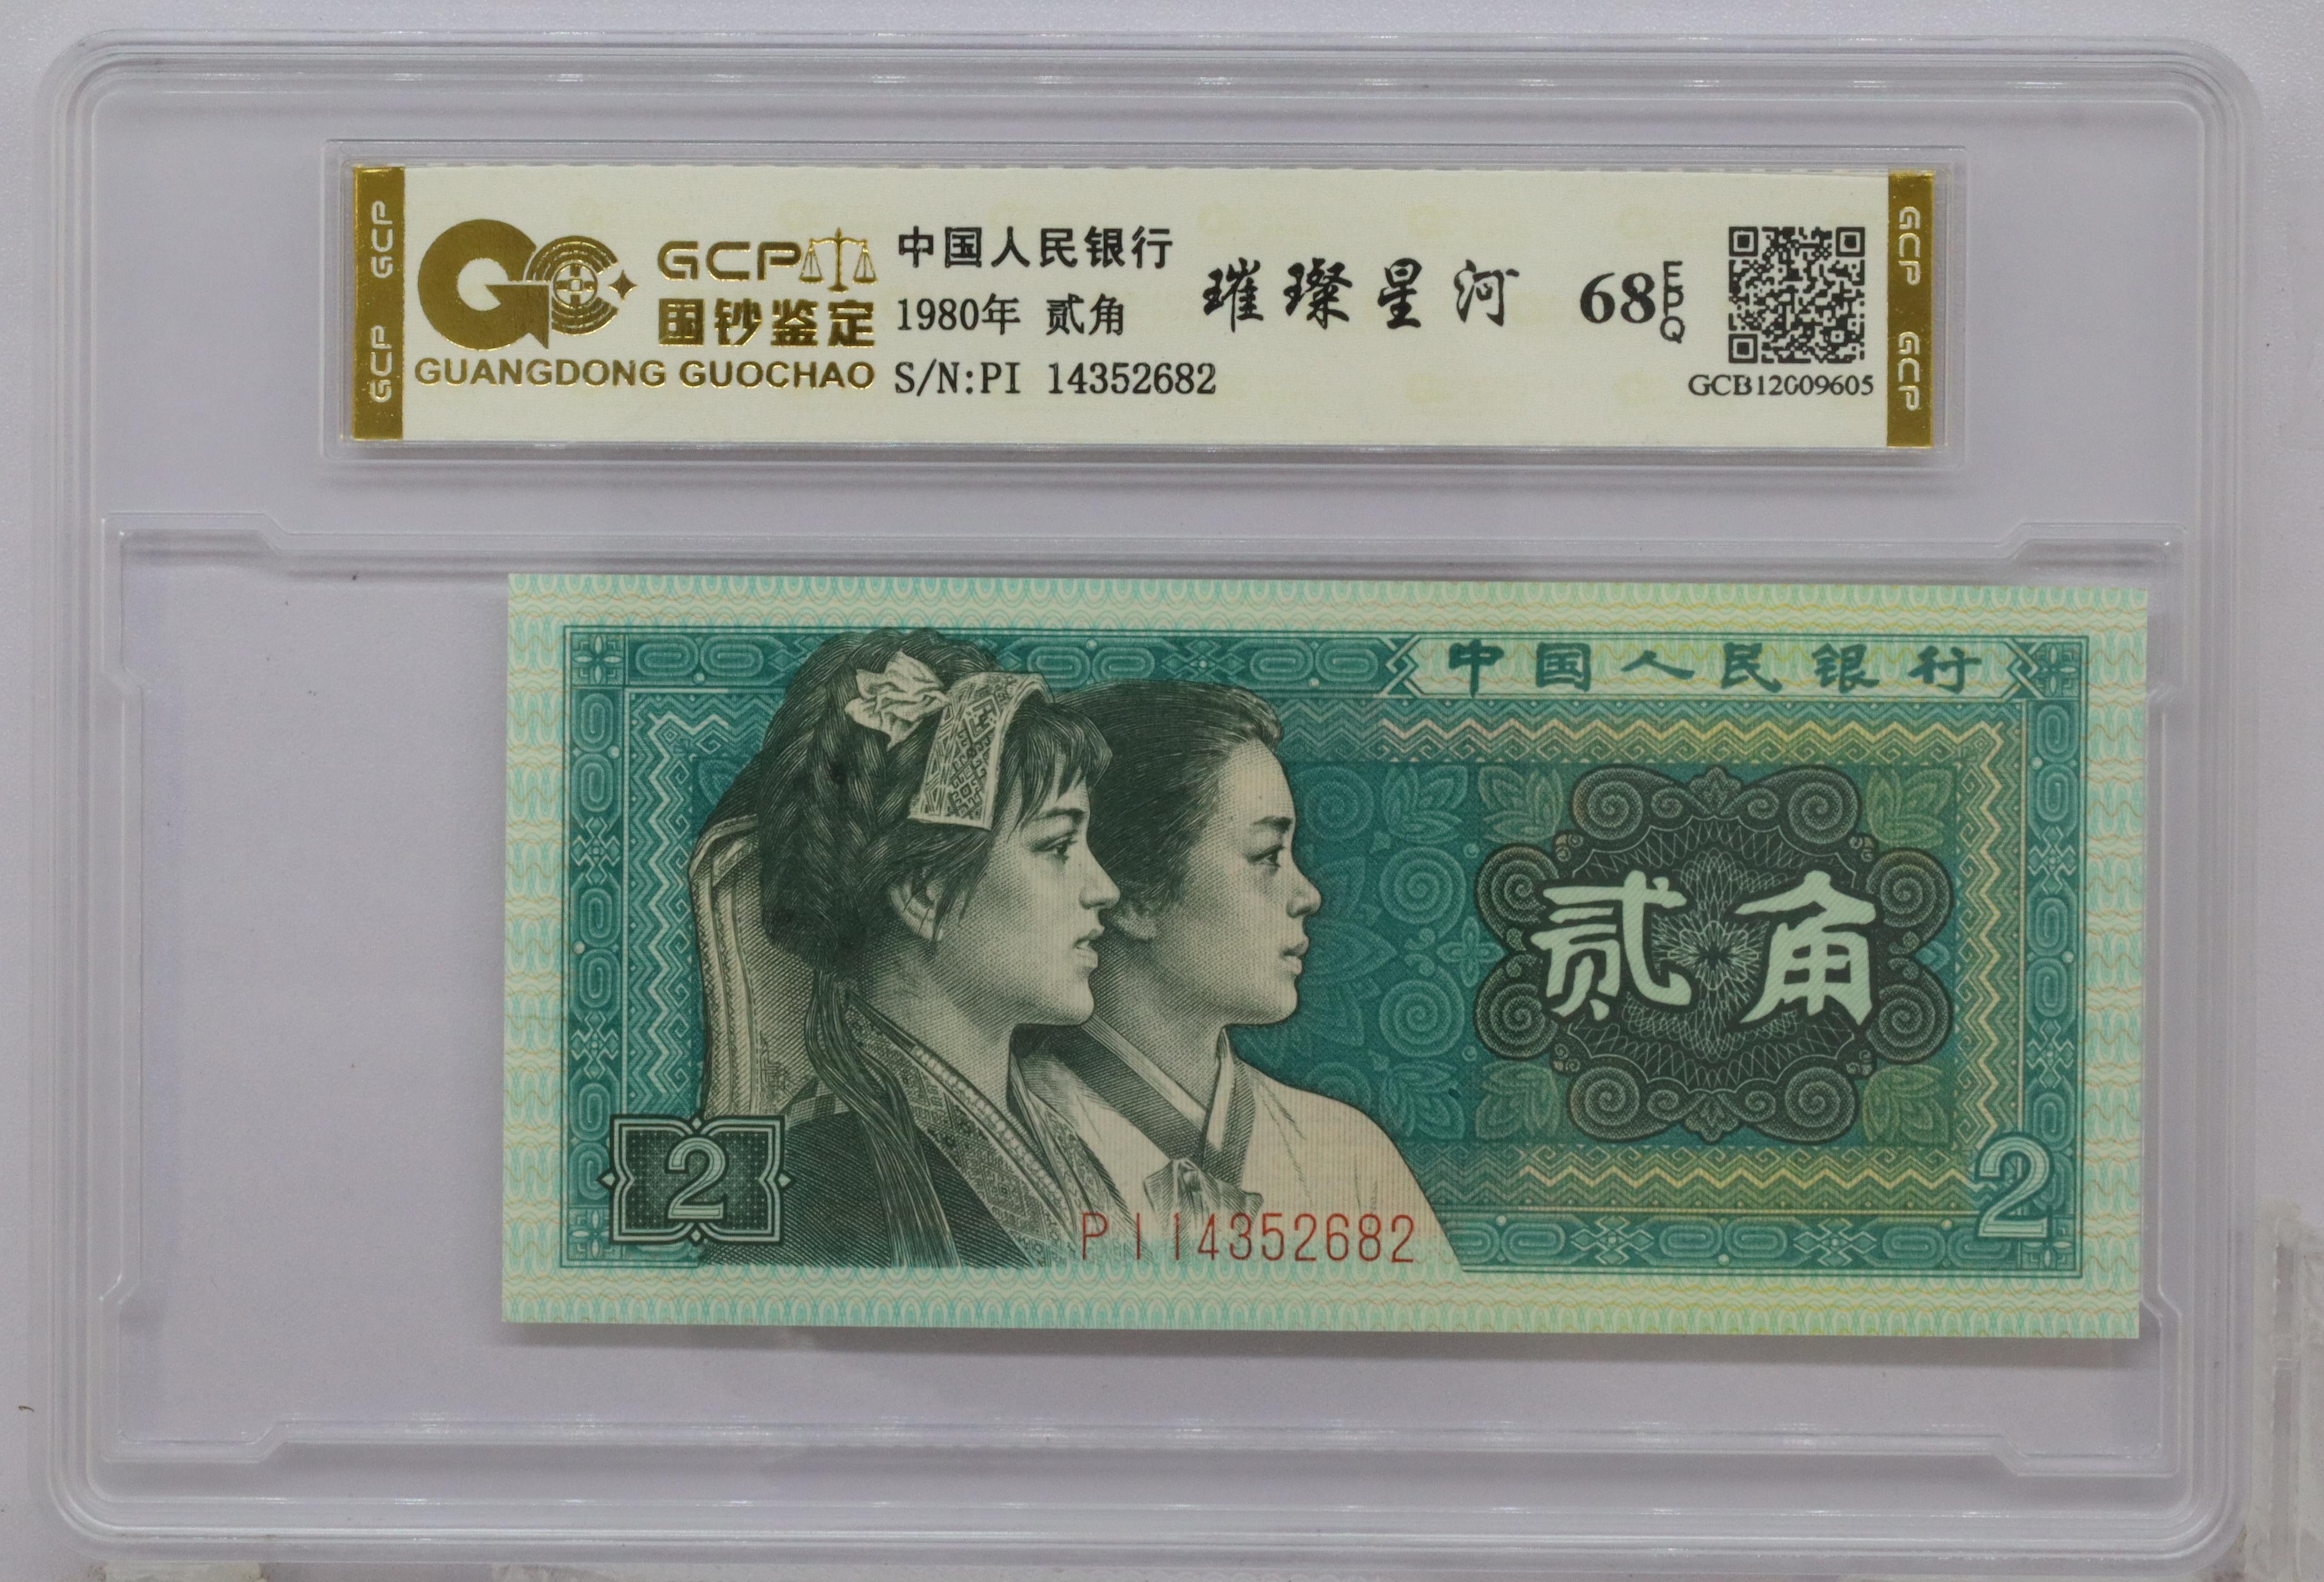 GCP GCP
GCP
国钞鉴定
GUANGDONG GUOCHAO
中国人民银行
1980年 贰角
S/N:PI 14352682
璀璨星河
68 EPQ
GCB12009605
GCP GCP
中国人民银行
贰角
2
PI 14352682
2